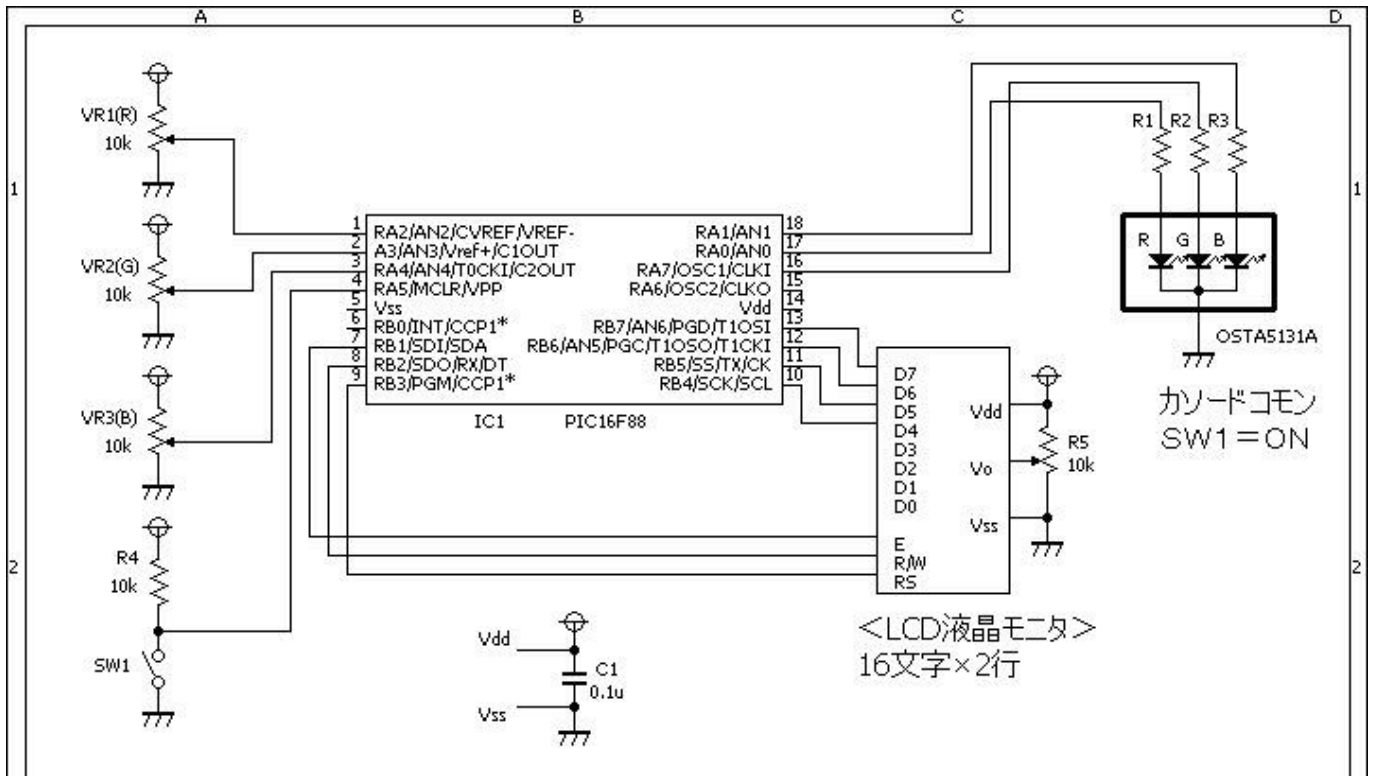 A B C D
1 1
2 2
VR1(R)
10k
VR2(G)
10k
VR3(B)
10k
R4
10k
SW1
1 RA2/AN2/CVREF/VREF-
2 A3/AN3/Vref+/C1OUT
3 RA4/AN4/T0CKI/C2OUT
4 RA5/MCLR/VPP
5 Vss
6 RB0/INT/CCP1*
7 RB1/SDI/SDA
8 RB2/SDO/RX/DT
9 RB3/PGM/CCP1*
RA1/AN1 18
RA0/AN0 17
RA7/OSC1/CLKI 16
RA6/OSC2/CLKO 15
Vdd 14
RB7/AN6/PGD/T1OSI 13
RB6/AN5/PGC/T1OSO/T1CKI 12
RB5/SS/TX/CK 11
RB4/SCK/SCL 10
IC1 PIC16F88
R1 R2 R3
R G B
OSTA5131A
カソードコモン
SW1=ON
D7
D6
D5
D4
D3
D2
D1
D0
E
R/W
RS
Vdd
Vo
Vss
R5
10k
<LCD液晶モニタ>
16文字×2行
Vdd
C1
0.1u
Vss